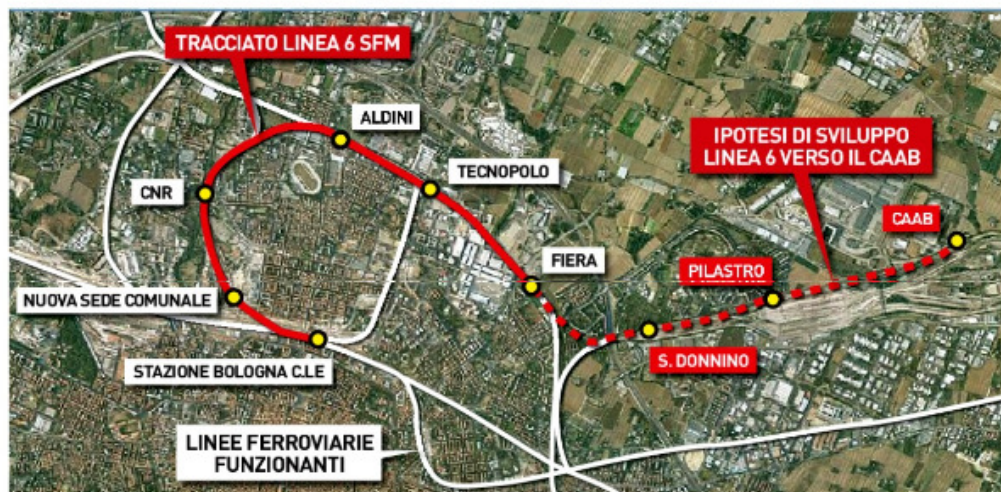 TRACCIATO LINEA 6 SFM
ALDINI
IPOTESI DI SVILUPPO
LINEA 6 VERSO IL CAAB
TECNOPOLO
CNR
CAAB
FIERA
PILASTRO
NUOVA SEDE COMUNALE
S. DONNINO
STAZIONE BOLOGNA C.LE
LINEE FERROVIARIE
FUNZIONANTI